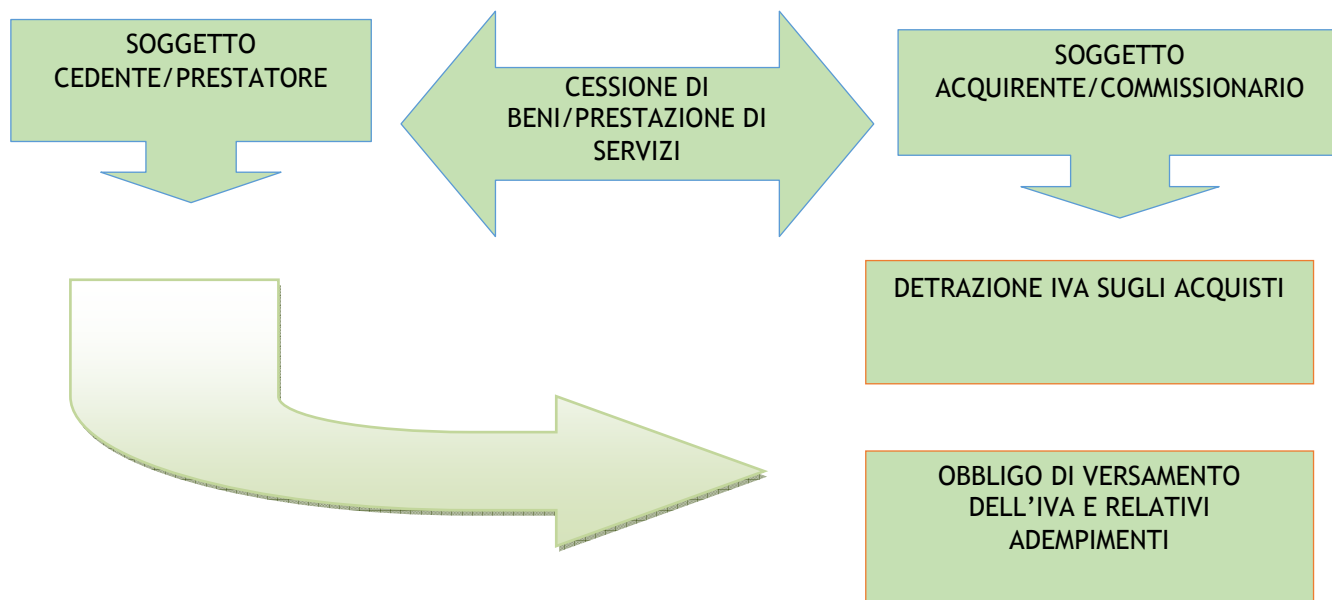 SOGGETTO
CEDENTE/PRESTATORE
CESSIONE DI
BENI/PRESTAZIONE DI
SERVIZI
SOGGETTO
ACQUIRENTE/COMMISSIONARIO
DETRAZIONE IVA SUGLI ACQUISTI
OBBLIGO DI VERSAMENTO
DELL’IVA E RELATIVI
ADEMPIMENTI